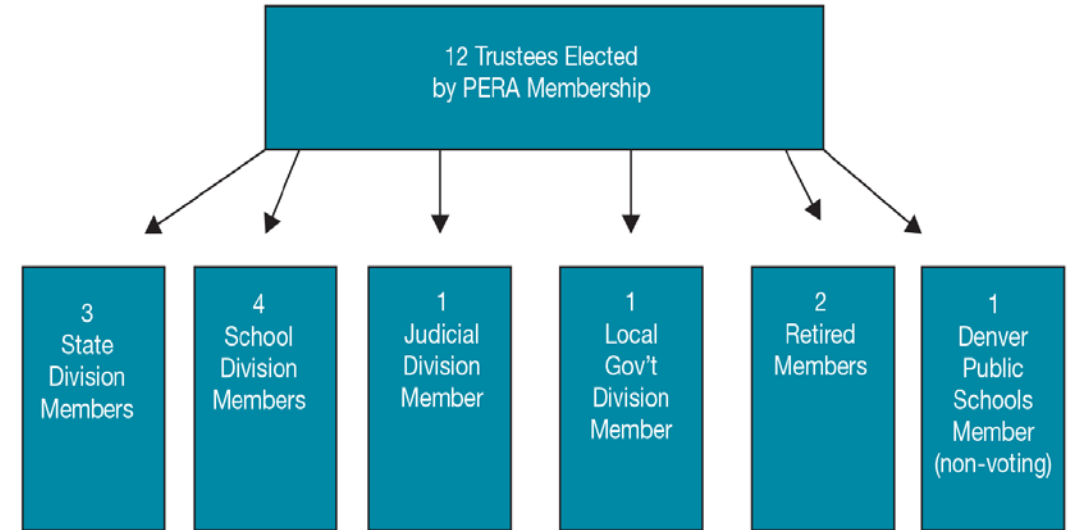 12 Trustees Elected
by PERA Membership
3
State
Division
Members
4
School
Division
Members
1
Judicial
Division
Member
1
Local
Gov't
Division
Member
2
Retired
Members
1
Denver
Public
Schools
Member
(non-voting)